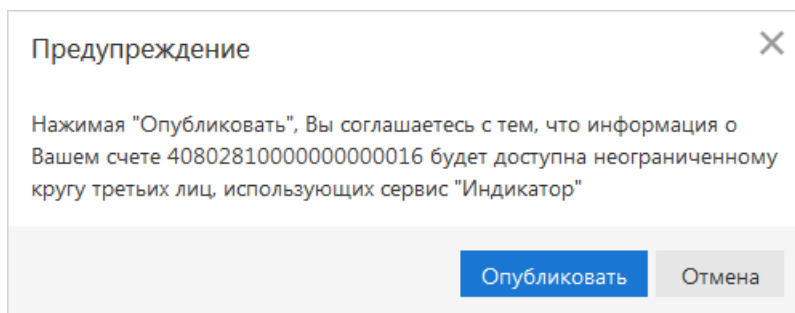 Предупреждение
Нажимая "Опубликовать", Вы соглашаетесь с тем, что информация о
Вашем счете 40802810000000000016 будет доступна неограниченному
кругу третьих лиц, использующих сервис "Индикатор"
Опубликовать Отмена